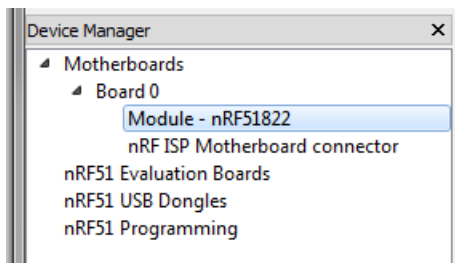 Device Manager
Motherboards
Board 0
Module - nRF51822
nRF ISP Motherboard connector
nRF51 Evaluation Boards
nRF51 USB Dongles
nRF51 Programming